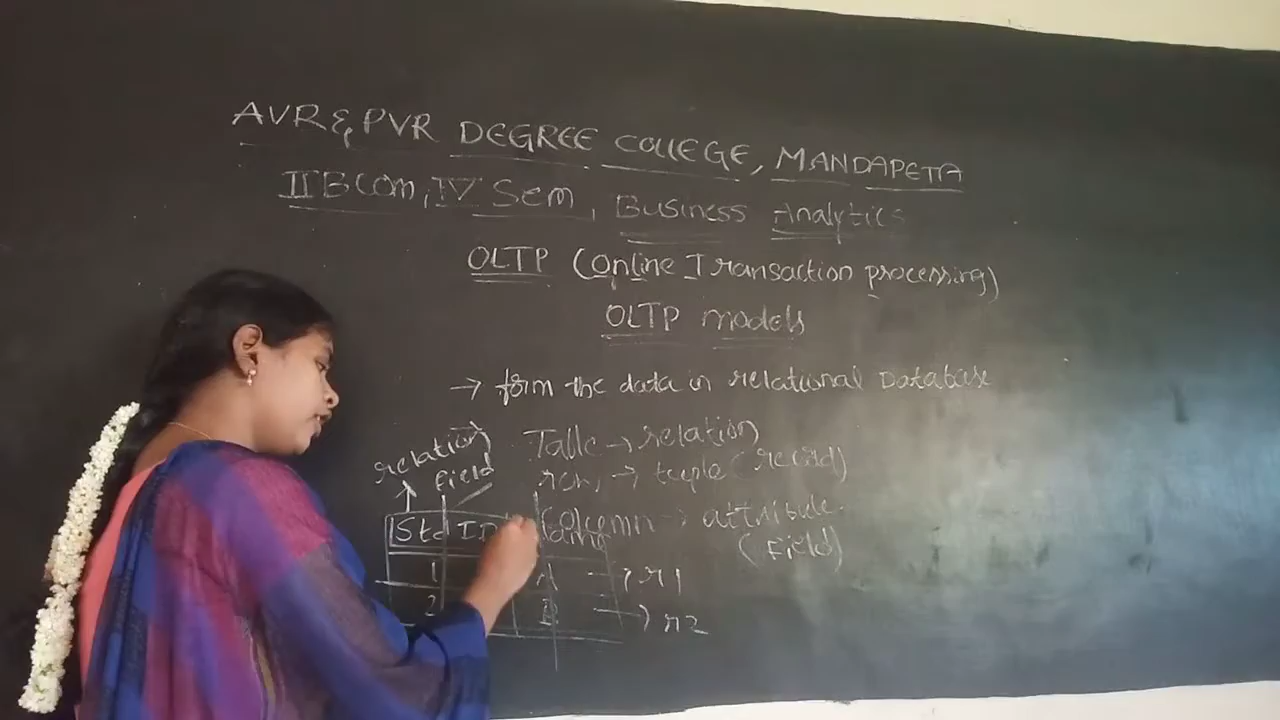 AVR & PVR DEGREE COLLEGE, MANDAPETA
II BCom, IV Sem, Business Analytics
OLTP (Online Transaction processing)
OLTP models
→ form the data in relational Database
relation Table → relation
Field row → tuple (record)
Column → attribute.
(Field)
Std ID Name
1 A → r1
2 B → r2